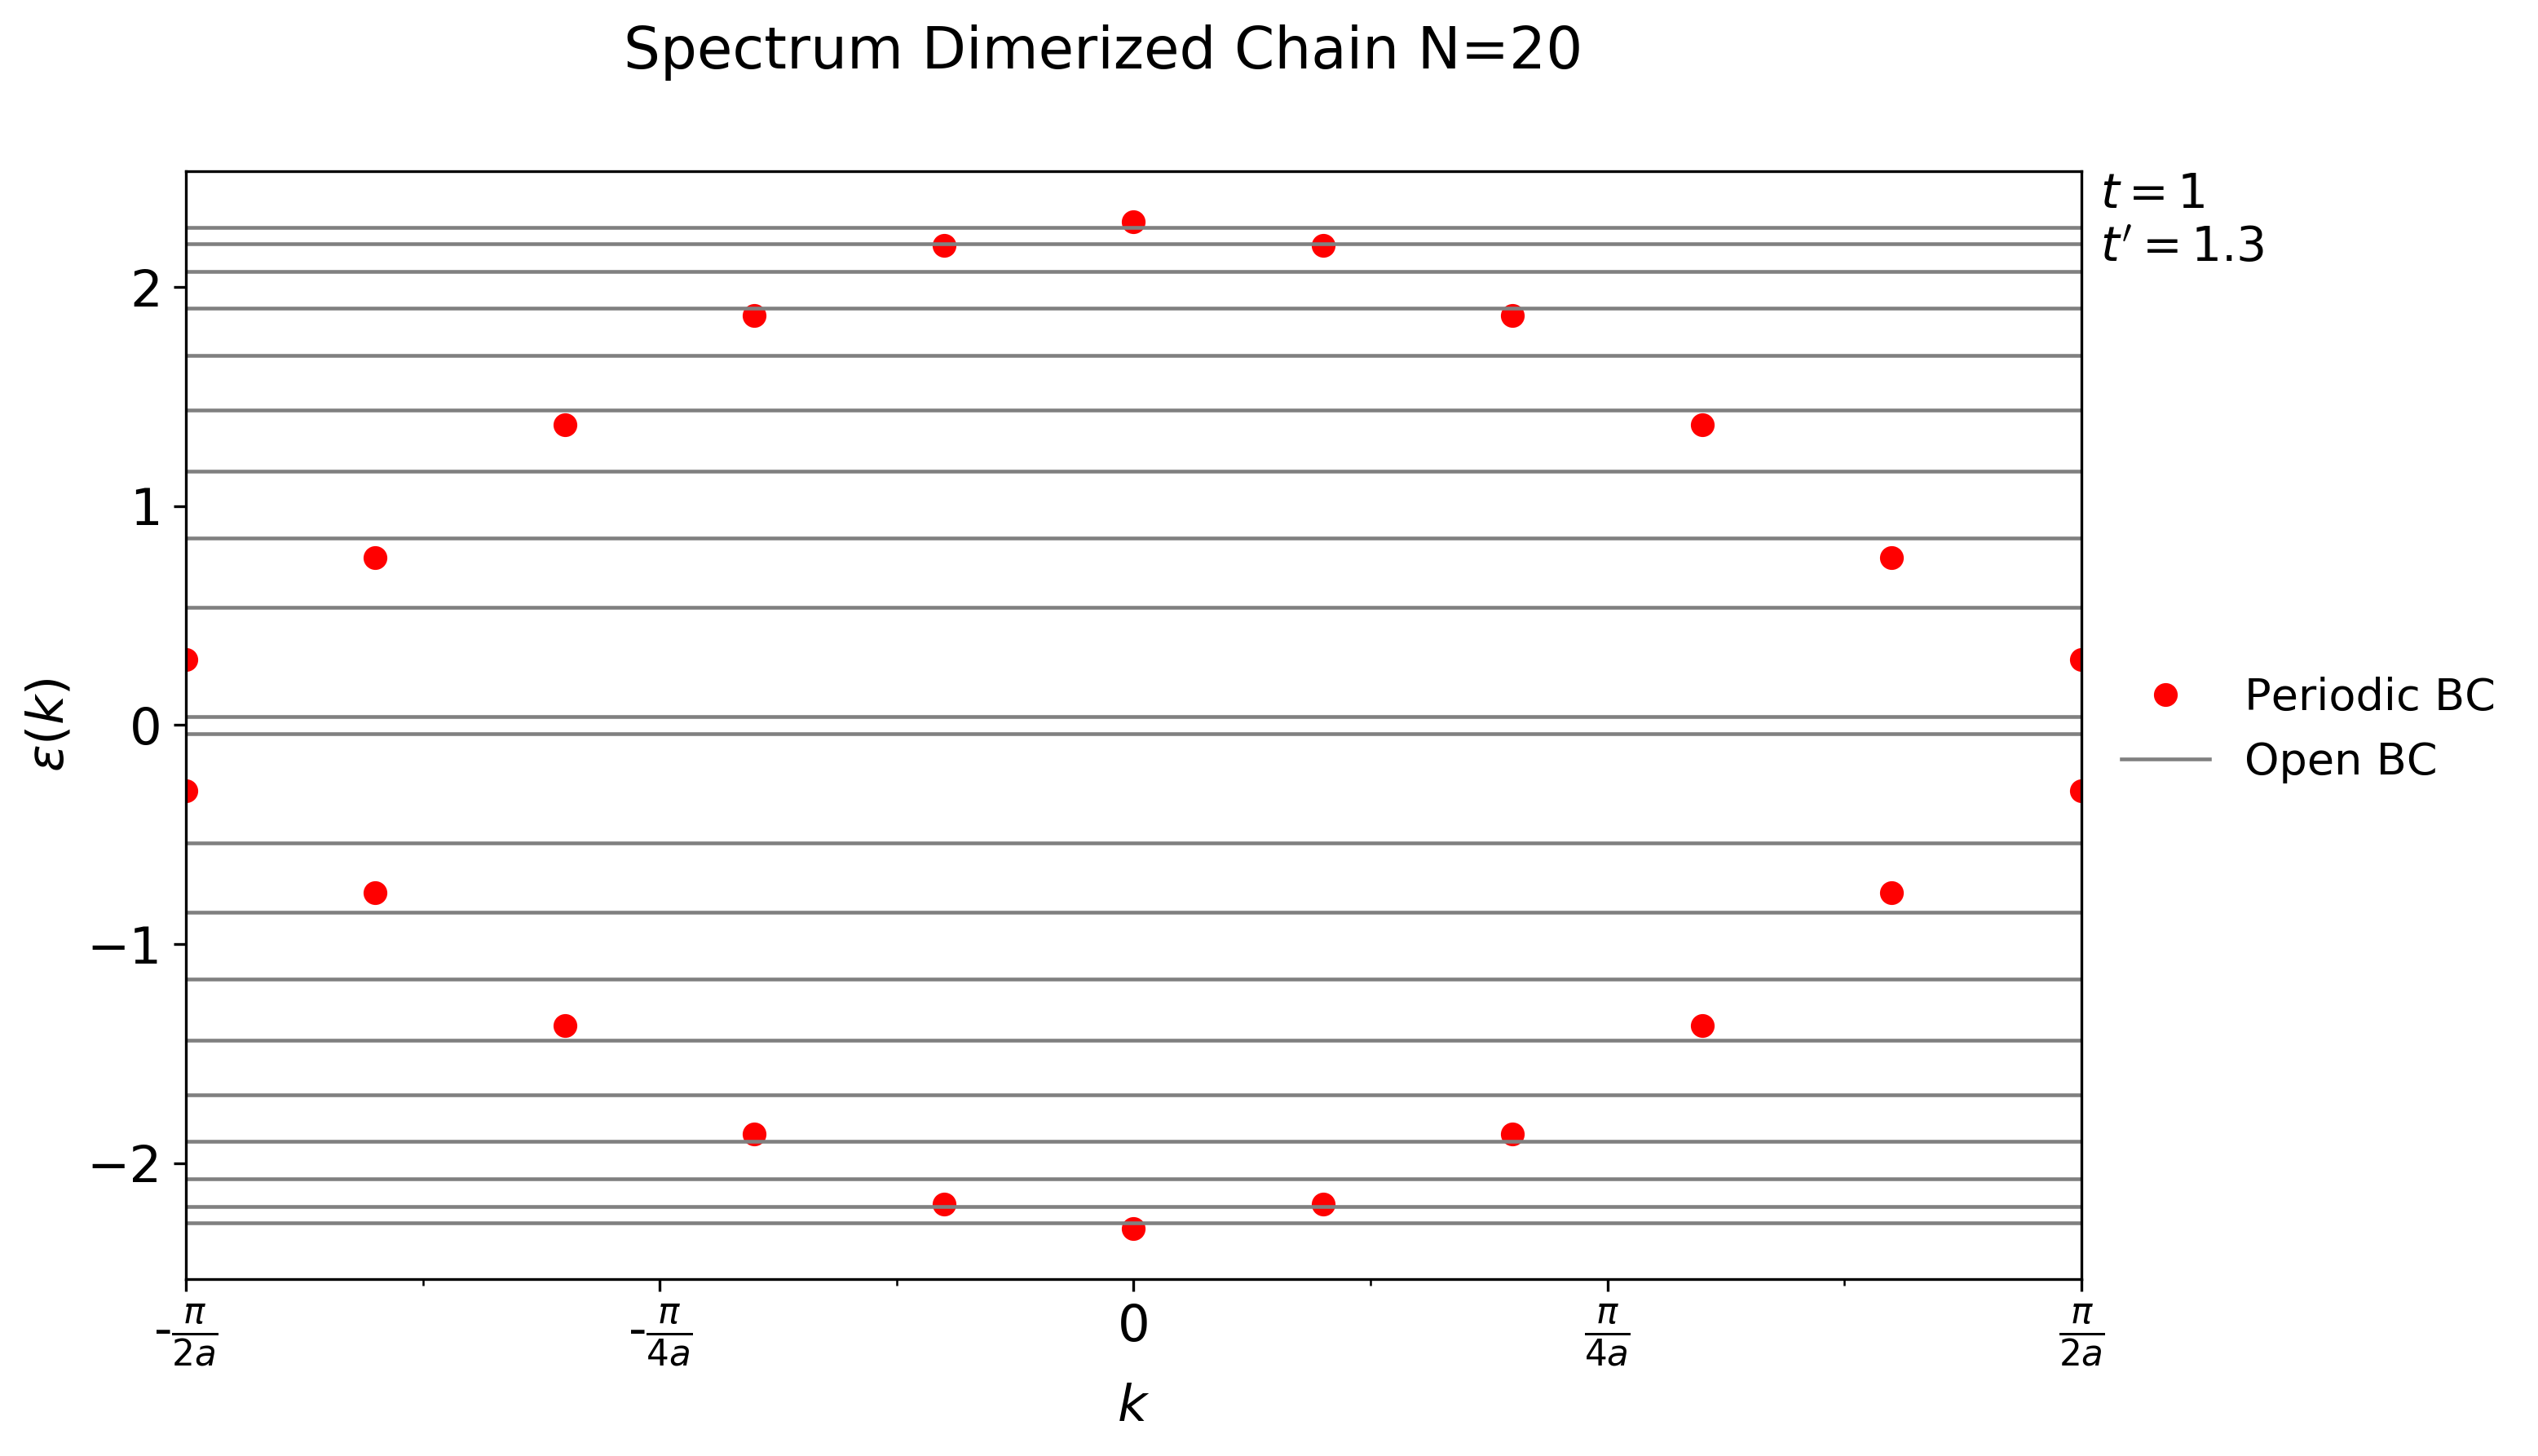 Spectrum Dimerized Chain N=20
t = 1
t′ = 1.3
2
1
0
−1
−2
ε(k)
Periodic BC
Open BC
-π/2a
-π/4a
0
π/4a
π/2a
k